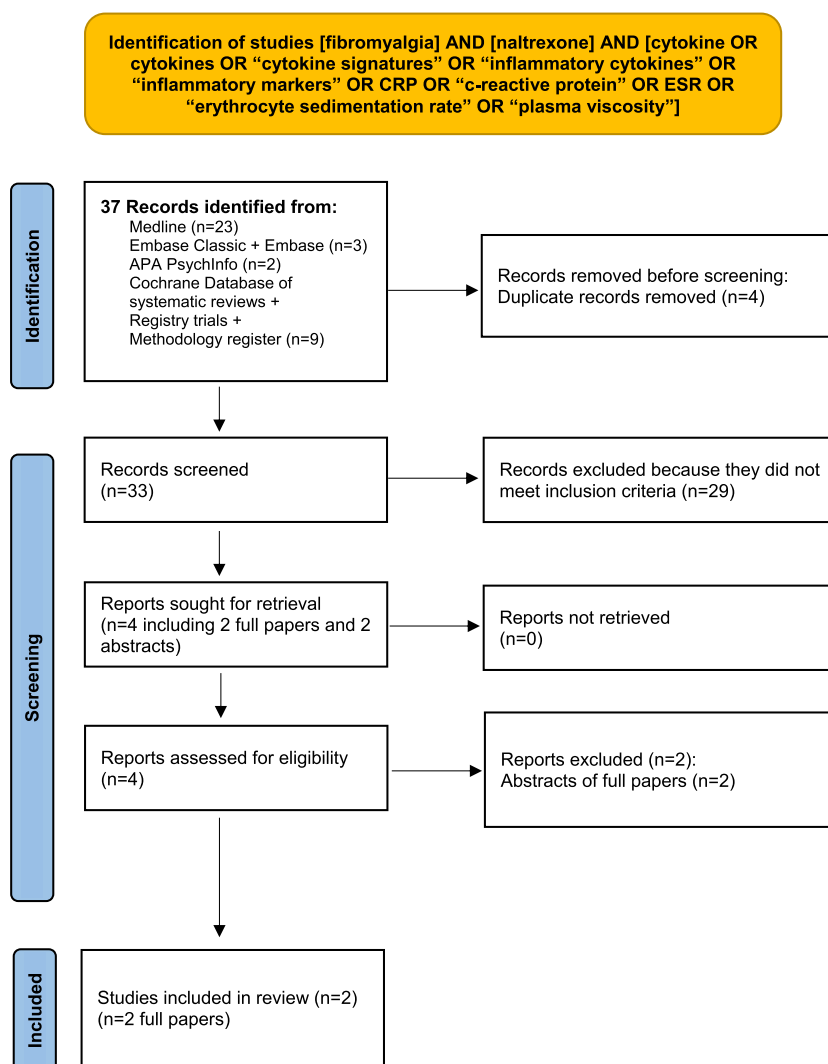 Identification of studies [fibromyalgia] AND [naltrexone] AND [cytokine OR
cytokines OR “cytokine signatures” OR “inflammatory cytokines” OR
“inflammatory markers” OR CRP OR “c-reactive protein” OR ESR OR
“erythrocyte sedimentation rate” OR “plasma viscosity”]
Identification
37 Records identified from:
Medline (n=23)
Embase Classic + Embase (n=3)
APA PsychInfo (n=2)
Cochrane Database of
systematic reviews +
Registry trials +
Methodology register (n=9)
Records removed before screening:
Duplicate records removed (n=4)
Screening
Records screened
(n=33)
Records excluded because they did not
meet inclusion criteria (n=29)
Reports sought for retrieval
(n=4 including 2 full papers and 2
abstracts)
Reports not retrieved
(n=0)
Reports assessed for eligibility
(n=4)
Reports excluded (n=2):
Abstracts of full papers (n=2)
Included
Studies included in review (n=2)
(n=2 full papers)